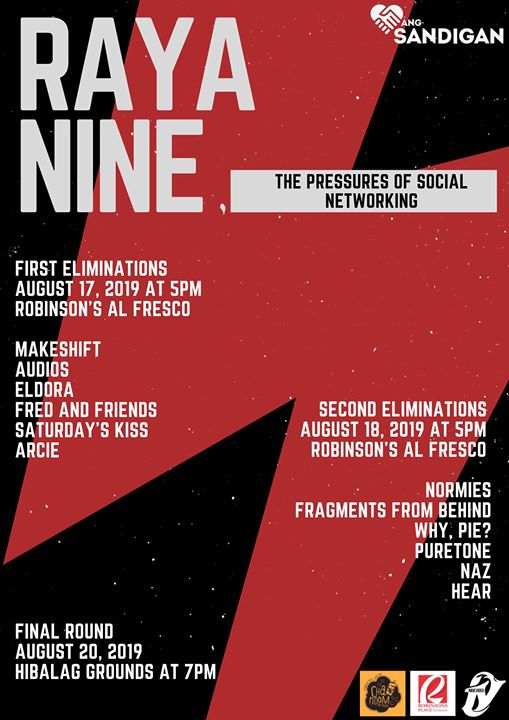 ANG
SANDIGAN
RAYA
NINE
THE PRESSURES OF SOCIAL
NETWORKING
FIRST ELIMINATIONS
AUGUST 17, 2019 AT 5PM
ROBINSON'S AL FRESCO
MAKESHIFT
AUDIOS
ELDORA
FRED AND FRIENDS
SATURDAY'S KISS
ARCIE
SECOND ELIMINATIONS
AUGUST 18, 2019 AT 5PM
ROBINSON'S AL FRESCO
NORMIES
FRAGMENTS FROM BEHIND
WHY, PIE?
PURETONE
NAZ
HEAR
FINAL ROUND
AUGUST 20, 2019
HIBALAG GROUNDS AT 7PM
ROBINSONS
PLACE